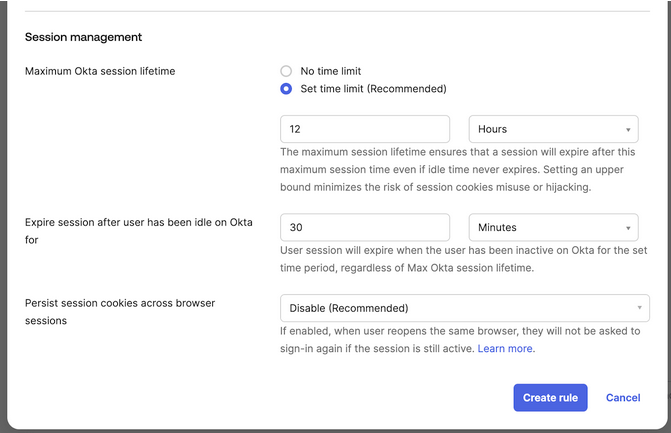 Session management
Maximum Okta session lifetime
No time limit
Set time limit (Recommended)
12
Hours
The maximum session lifetime ensures that a session will expire after this
maximum session time even if idle time never expires. Setting an upper
bound minimizes the risk of session cookies misuse or hijacking.
Expire session after user has been idle on Okta
for
30
Minutes
User session will expire when the user has been inactive on Okta for the set
time period, regardless of Max Okta session lifetime.
Persist session cookies across browser
sessions
Disable (Recommended)
If enabled, when user reopens the same browser, they will not be asked to
sign-in again if the session is still active. Learn more.
Create rule
Cancel